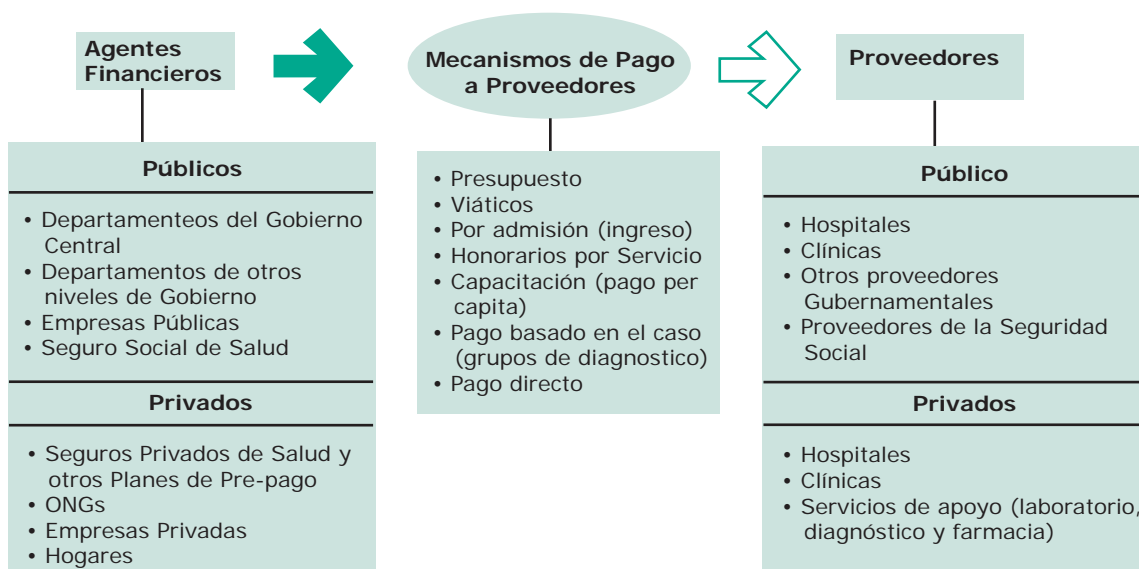 Agentes
Financieros
Públicos
• Departamenteos del Gobierno
Central
• Departamentos de otros
niveles de Gobierno
• Empresas Públicas
• Seguro Social de Salud
Privados
• Seguros Privados de Salud y
otros Planes de Pre-pago
• ONGs
• Empresas Privadas
• Hogares
Mecanismos de Pago
a Proveedores
• Presupuesto
• Viáticos
• Por admisión (ingreso)
• Honorarios por Servicio
• Capacitación (pago per
capita)
• Pago basado en el caso
(grupos de diagnostico)
• Pago directo
Proveedores
Público
• Hospitales
• Clínicas
• Otros proveedores
Gubernamentales
• Proveedores de la Seguridad
Social
Privados
• Hospitales
• Clínicas
• Servicios de apoyo (laboratorio,
diagnóstico y farmacia)